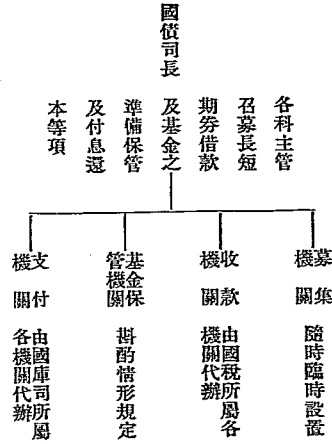 國債司長
各科主管
召募長短
期券借款
及基金之
準備保管
及付息還
本等項
募集機關
隨時臨時設置
收款機關
由國稅所屬各機關代辦
基金保管機關
斟酌情形規定
支付機關
由國庫司所屬各機關代辦